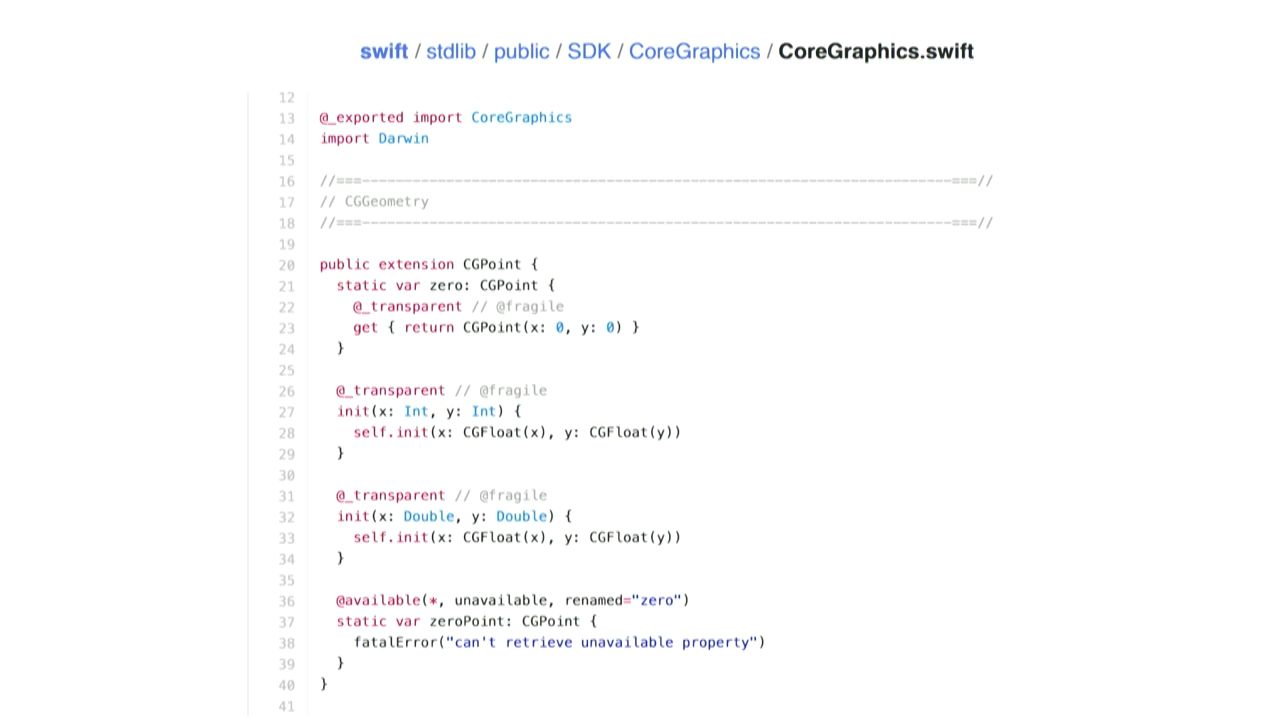 swift / stdlib / public / SDK / CoreGraphics / CoreGraphics.swift
12
13 @_exported import CoreGraphics
14 import Darwin
15
16 //===----------------------------------------------------------------------===//
17 // CGGeometry
18 //===----------------------------------------------------------------------===//
19
20 public extension CGPoint {
21   static var zero: CGPoint {
22     @_transparent // @fragile
23     get { return CGPoint(x: 0, y: 0) }
24   }
25
26   @_transparent // @fragile
27   init(x: Int, y: Int) {
28     self.init(x: CGFloat(x), y: CGFloat(y))
29   }
30
31   @_transparent // @fragile
32   init(x: Double, y: Double) {
33     self.init(x: CGFloat(x), y: CGFloat(y))
34   }
35
36   @available(*, unavailable, renamed="zero")
37   static var zeroPoint: CGPoint {
38     fatalError("can't retrieve unavailable property")
39   }
40 }
41